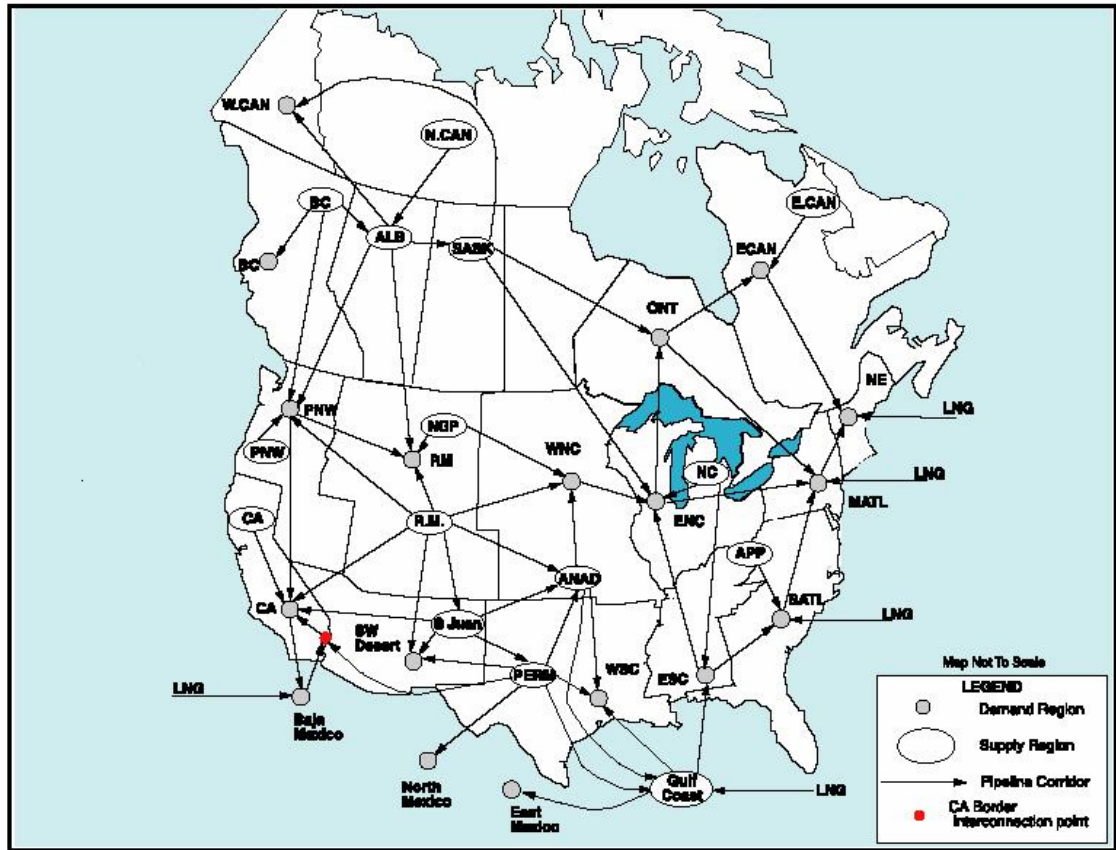 W.CAN
N.CAN
BC
E.CAN
ALB
SASK
ECAN
BC
ONT
NE
PNW
LNG
NGP
PNW
RM
WNC
NC
LNG
MATL
CA
R.M.
ENC
APP
ANAD
SATL
CA
S Juan
LNG
SW
Desert
WSC
ESC
PERM
LNG
Baja
Mexico
North
Mexico
East
Mexico
Gulf
Coast
LNG
Map Not To Scale
LEGEND
Demand Region
Supply Region
Pipeline Corridor
CA Border
Interconnection point